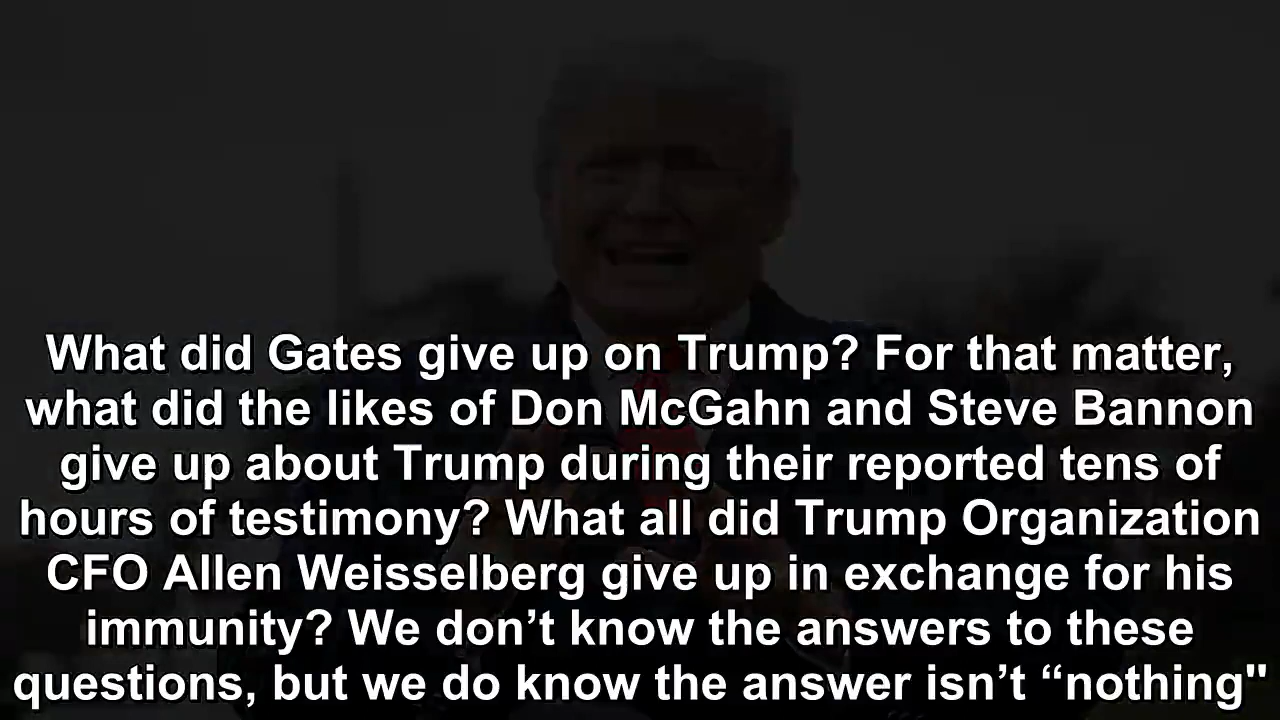 What did Gates give up on Trump? For that matter,
what did the likes of Don McGahn and Steve Bannon
give up about Trump during their reported tens of
hours of testimony? What all did Trump Organization
CFO Allen Weisselberg give up in exchange for his
immunity? We don’t know the answers to these
questions, but we do know the answer isn’t “nothing"